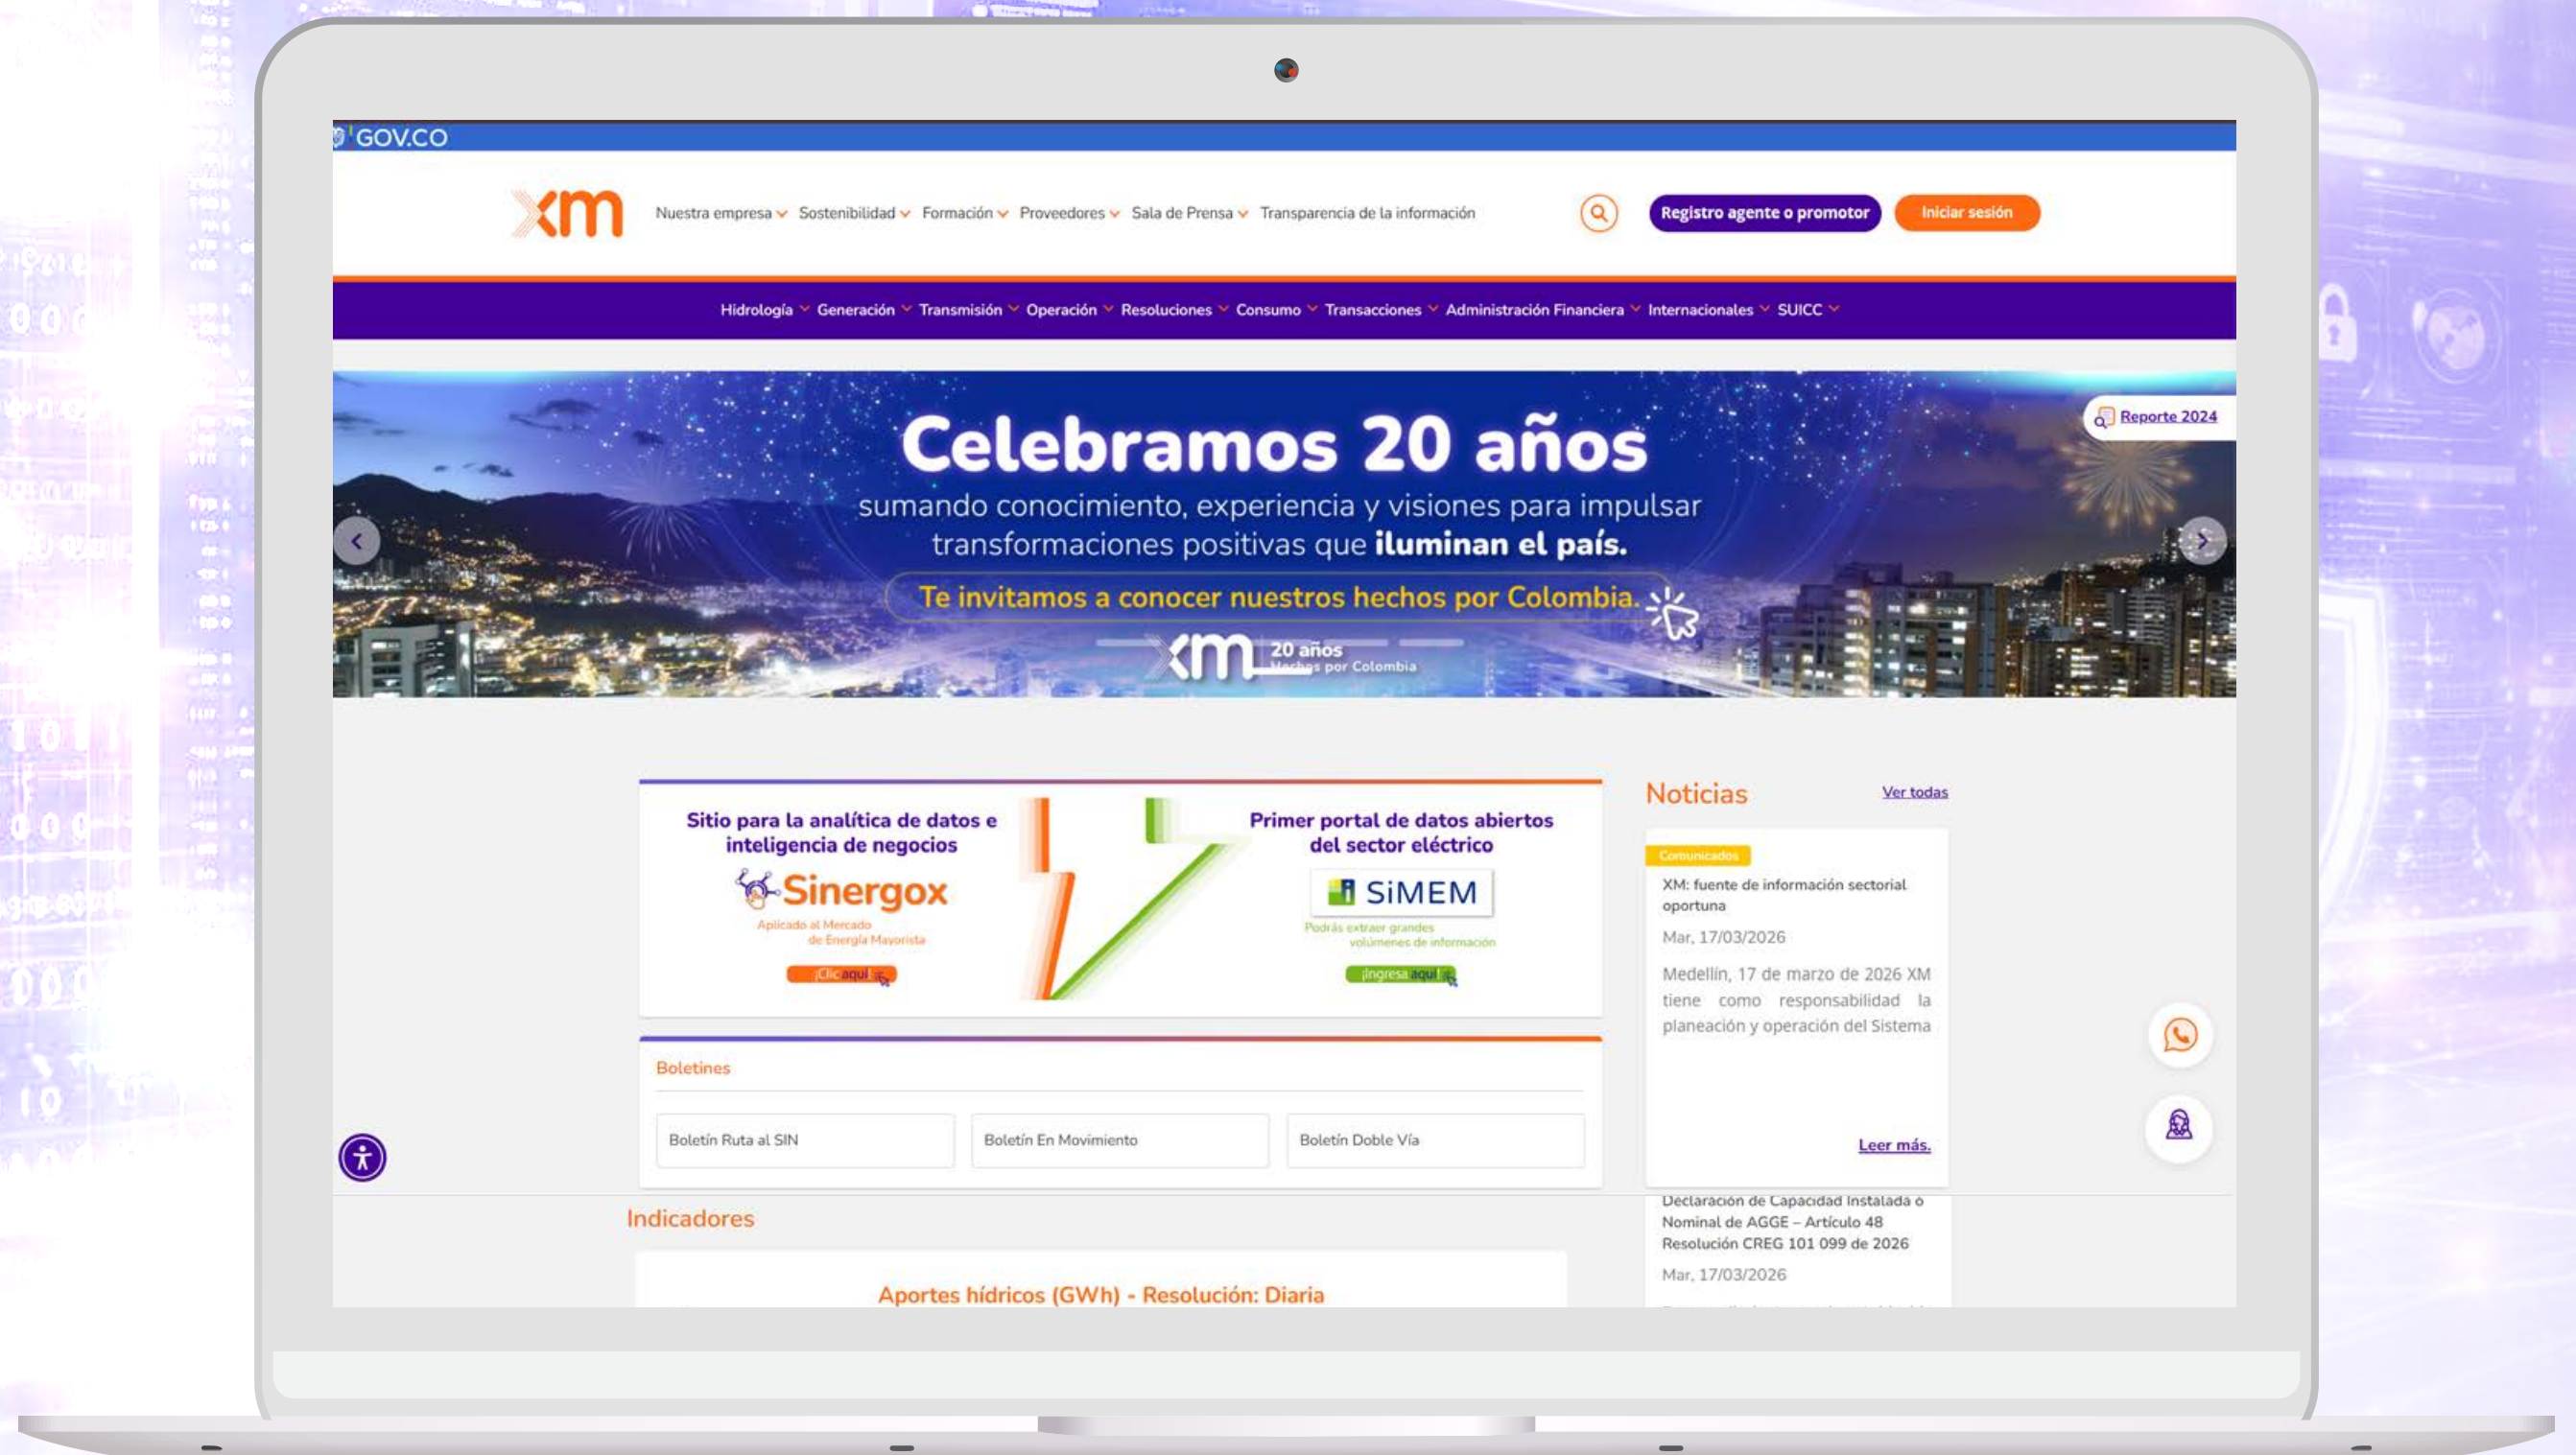 GOV.CO
xm
Nuestra empresa Sostenibilidad Formación Proveedores Sala de Prensa Transparencia de la información
Registro agente o promotor
Iniciar sesión
Hidrología Generación Transmisión Operación Resoluciones Consumo Transacciones Administración Financiera Internacionales SUICC
Celebramos 20 años
sumando conocimiento, experiencia y visiones para impulsar
transformaciones positivas que iluminan el país.
Te invitamos a conocer nuestros hechos por Colombia.
xm 20 años
Hechos por Colombia
Reporte 2024
Sitio para la analítica de datos e
inteligencia de negocios
Sinergox
Aplicado al Mercado
de Energía Mayorista
¡Clic aquí!
Primer portal de datos abiertos
del sector eléctrico
SiMEM
Podrás extraer grandes
volúmenes de información
¡Ingresa aquí!
Boletines
Boletín Ruta al SIN
Boletín En Movimiento
Boletín Doble Vía
Indicadores
Aportes hídricos (GWh) - Resolución: Diaria
Noticias
Ver todas
Comunicados
XM: fuente de información sectorial
oportuna
Mar, 17/03/2026
Medellín, 17 de marzo de 2026 XM
tiene como responsabilidad la
planeación y operación del Sistema
Leer más.
Declaración de Capacidad Instalada o
Nominal de AGGE – Artículo 48
Resolución CREG 101 099 de 2026
Mar, 17/03/2026